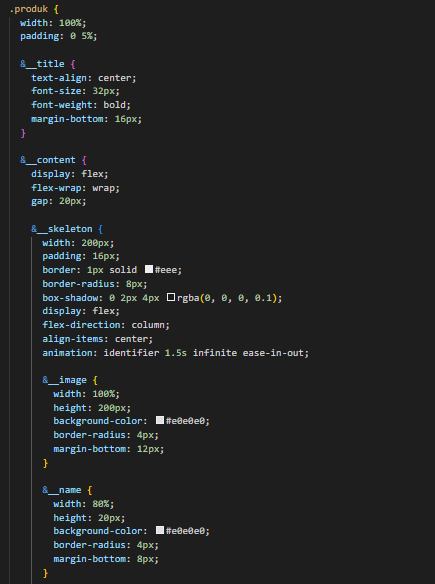 .produk {
width: 100%;
padding: 0 5%;
&__title {
text-align: center;
font-size: 32px;
font-weight: bold;
margin-bottom: 16px;
}
&__content {
display: flex;
flex-wrap: wrap;
gap: 20px;
&__skeleton {
width: 200px;
padding: 16px;
border: 1px solid #eee;
border-radius: 8px;
box-shadow: 0 2px 4px rgba(0, 0, 0, 0.1);
display: flex;
flex-direction: column;
align-items: center;
animation: identifier 1.5s infinite ease-in-out;
&__image {
width: 100%;
height: 200px;
background-color: #e0e0e0;
border-radius: 4px;
margin-bottom: 12px;
}
&__name {
width: 80%;
height: 20px;
background-color: #e0e0e0;
border-radius: 4px;
margin-bottom: 8px;
}